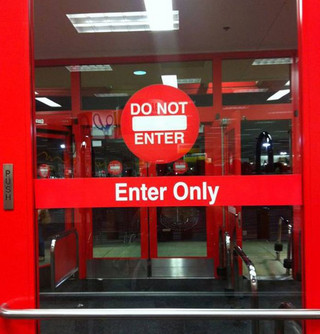 DO NOT
ENTER
Enter Only
PUSH